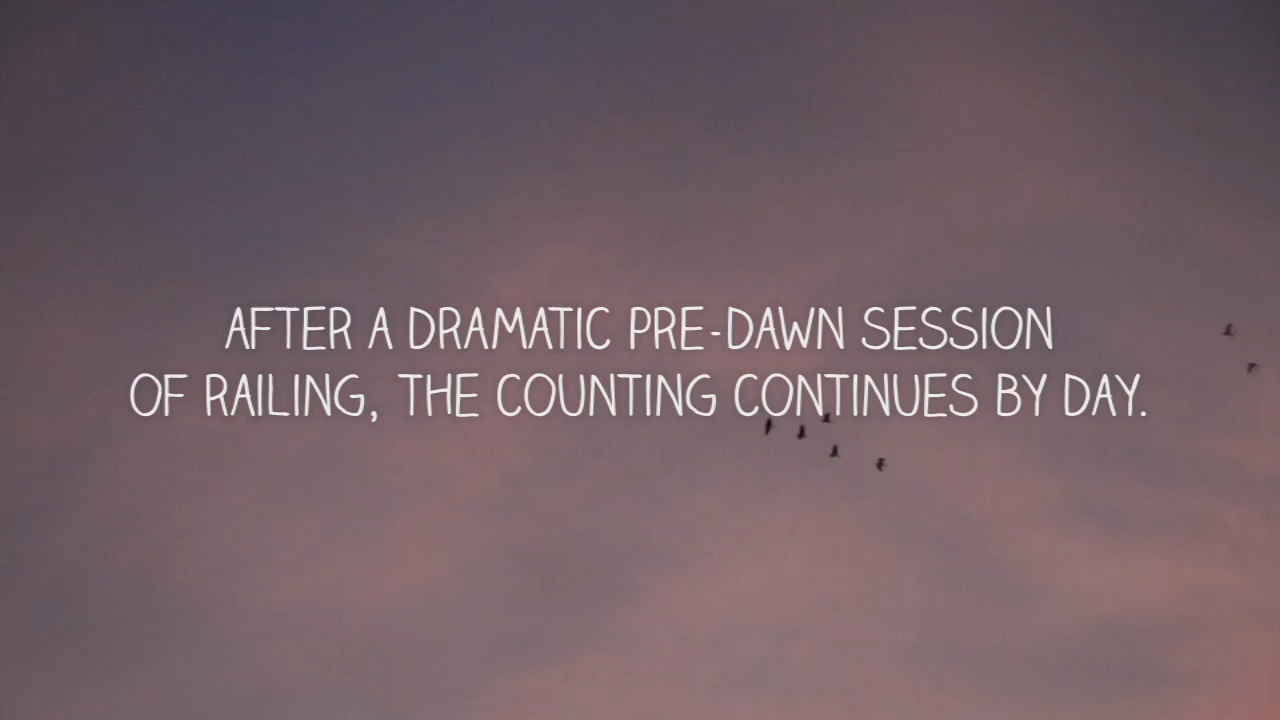 AFTER A DRAMATIC PRE-DAWN SESSION
OF RAILING, THE COUNTING CONTINUES BY DAY.